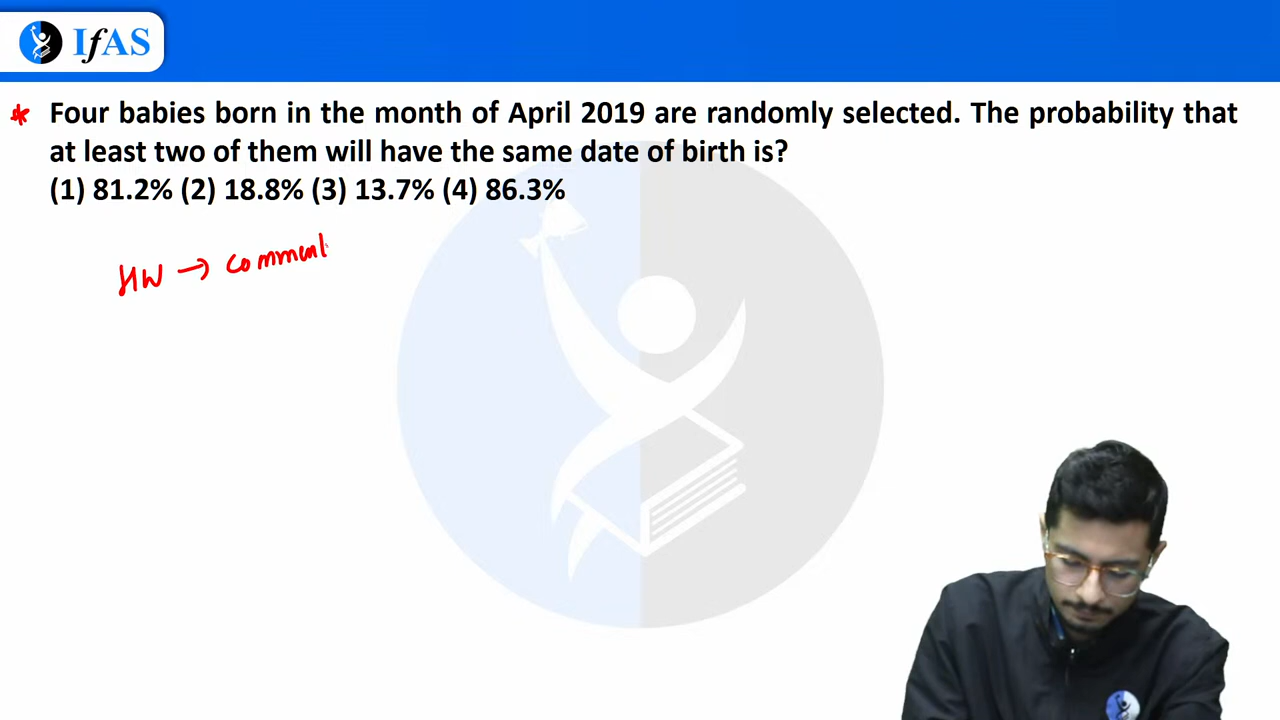 IfAS
* Four babies born in the month of April 2019 are randomly selected. The probability that
at least two of them will have the same date of birth is?
(1) 81.2% (2) 18.8% (3) 13.7% (4) 86.3%
HW → comment